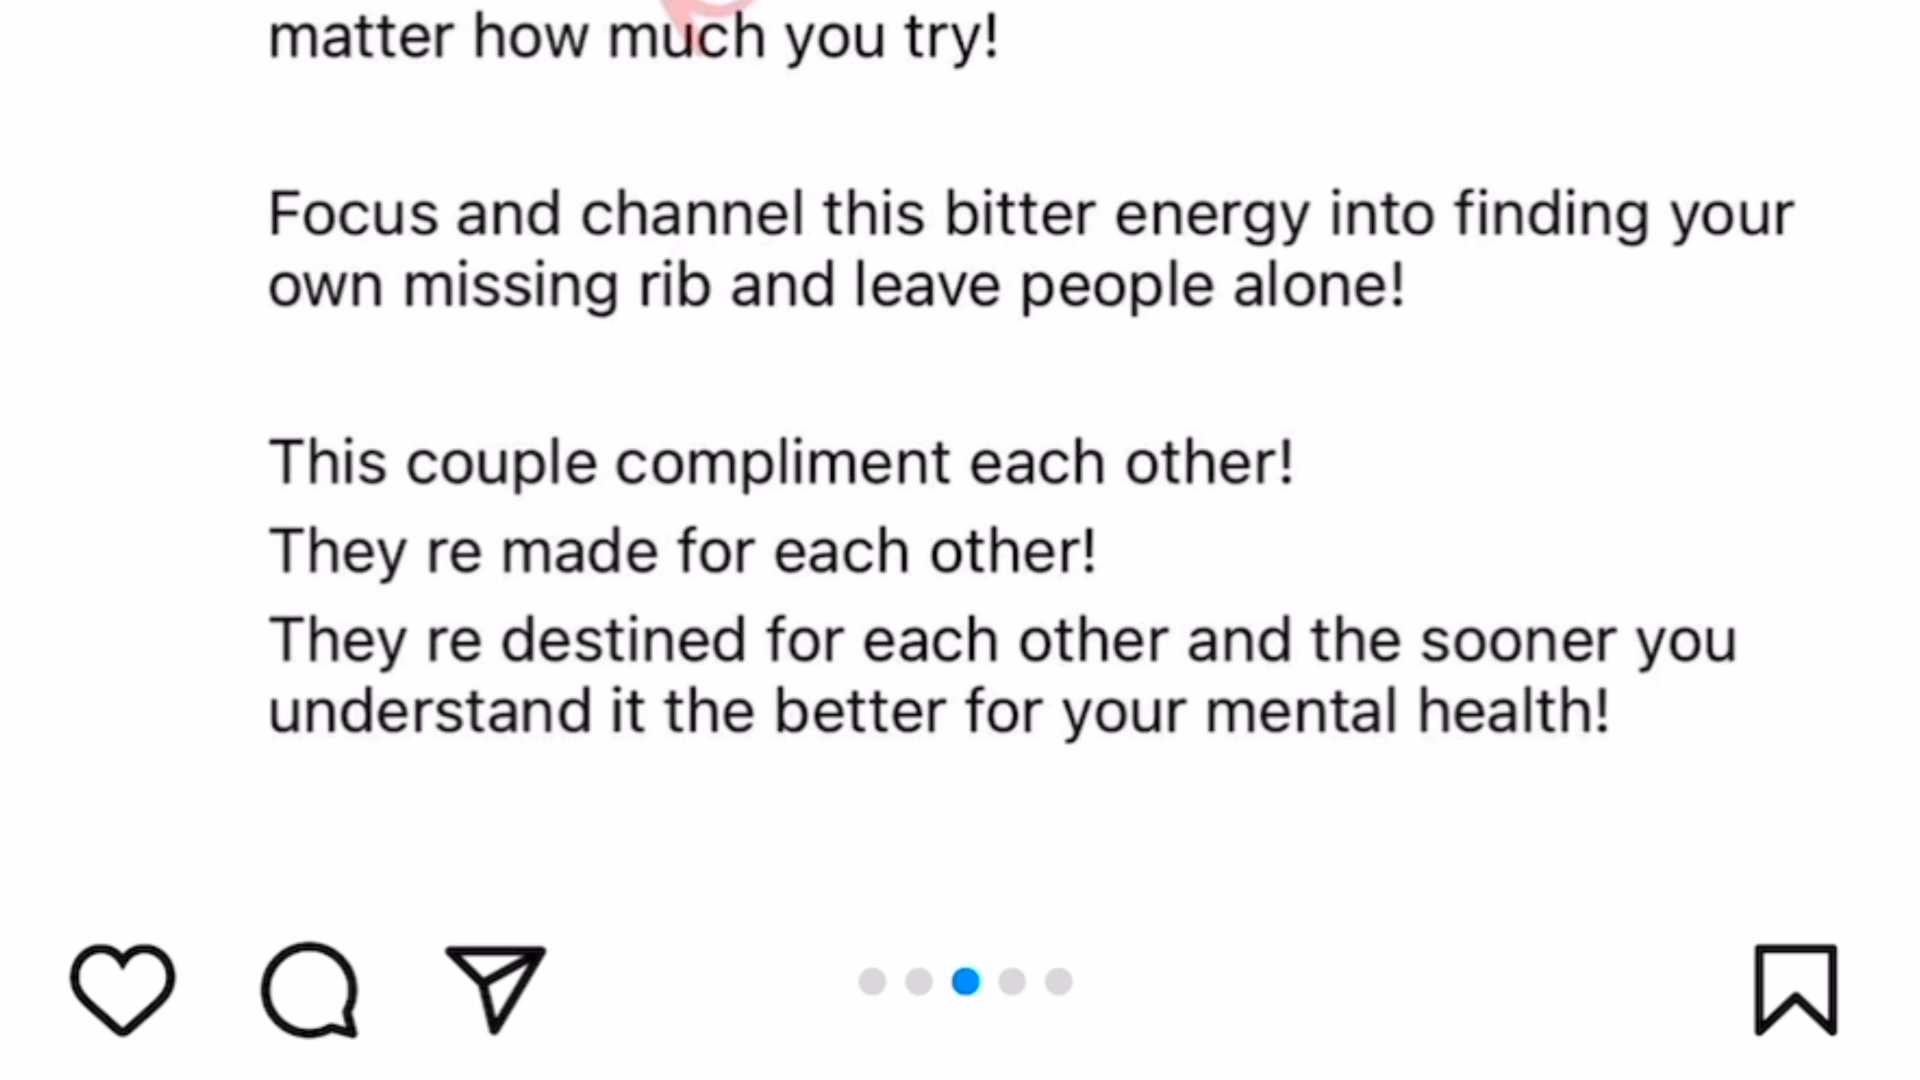 matter how much you try!
Focus and channel this bitter energy into finding your
own missing rib and leave people alone!
This couple compliment each other!
They re made for each other!
They re destined for each other and the sooner you
understand it the better for your mental health!